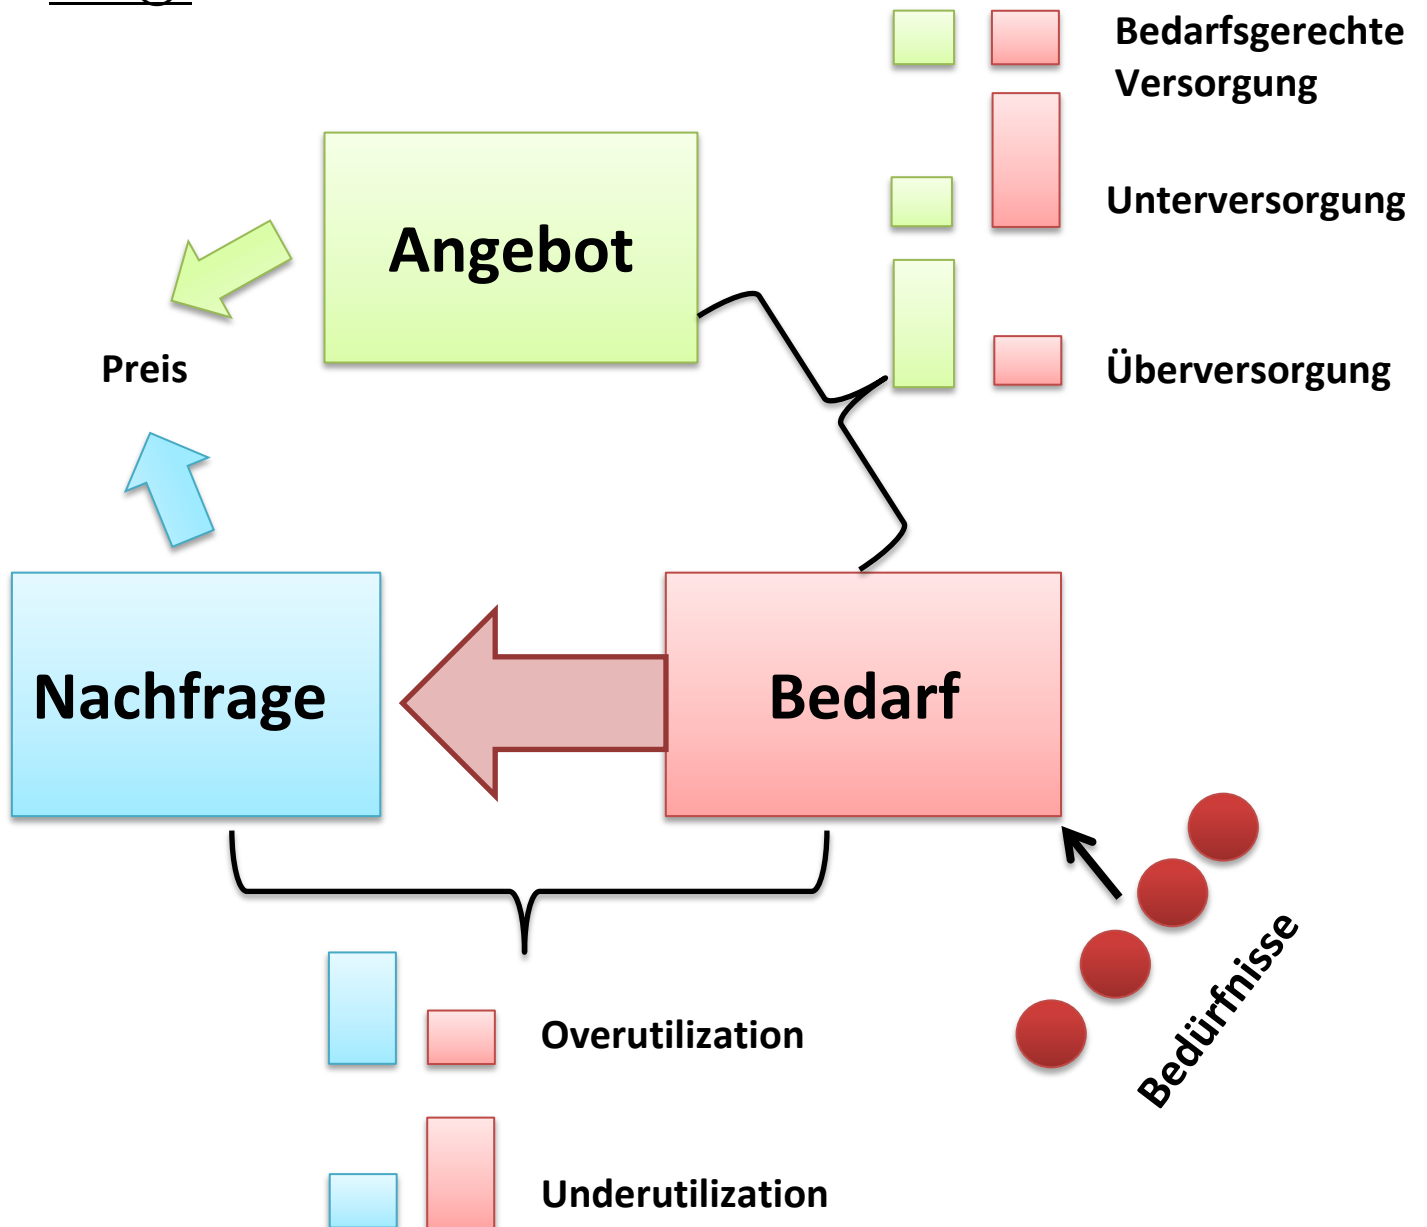 Bedarfsgerechte
Versorgung
Unterversorgung
Angebot
Überversorgung
Preis
Nachfrage
Bedarf
Bedürfnisse
Overutilization
Underutilization